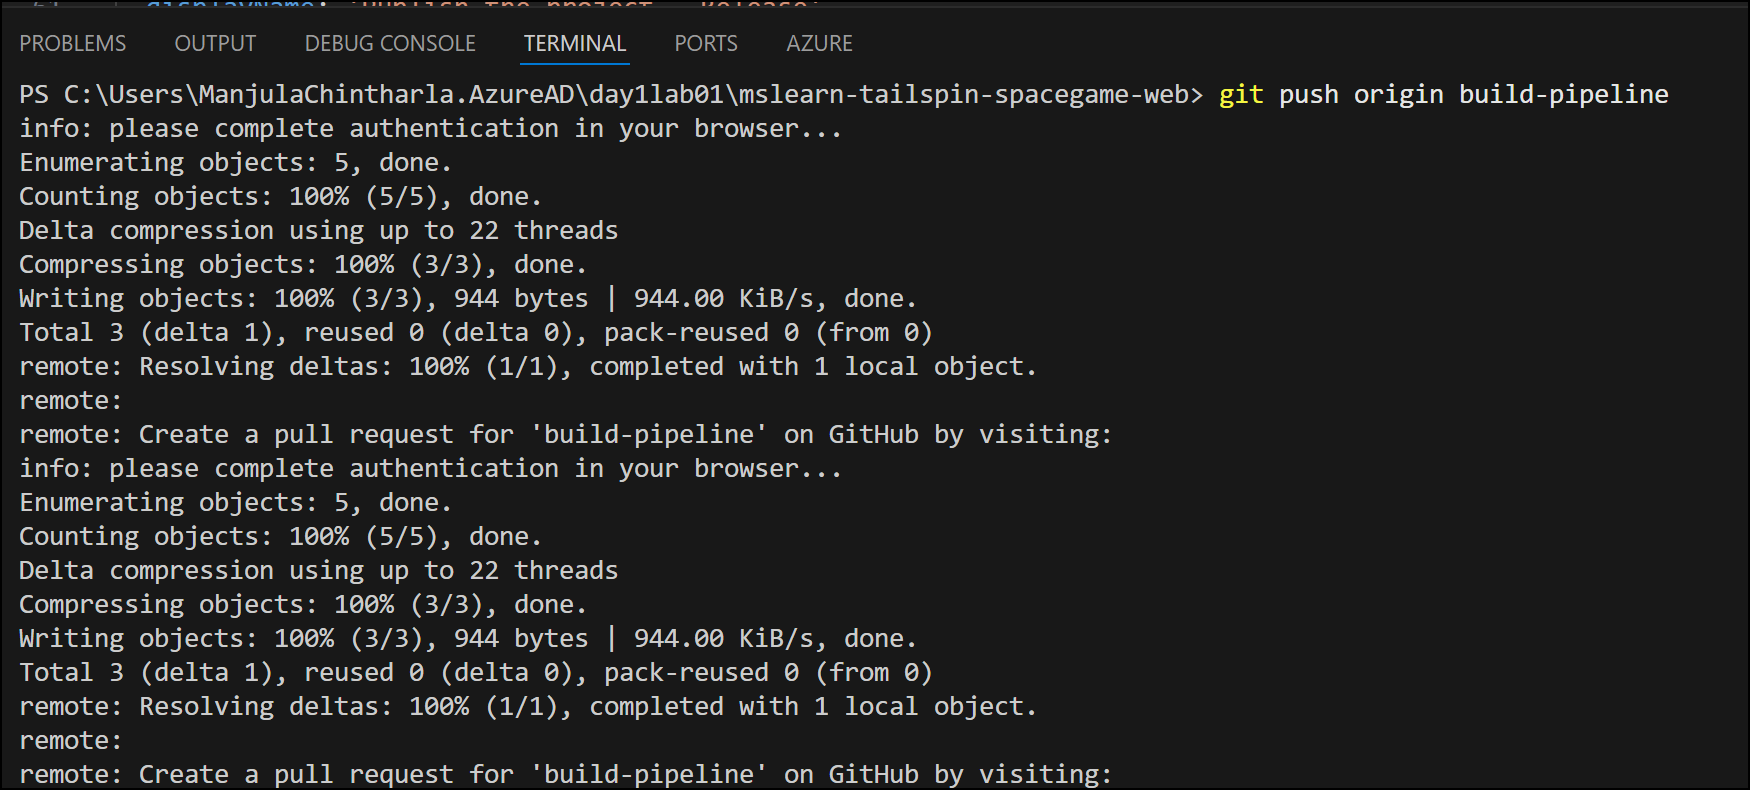 displayName: 'Publish the project - Release'
PROBLEMS OUTPUT DEBUG CONSOLE TERMINAL PORTS AZURE
PS C:\Users\ManjulaChintharla.AzureAD\day1lab01\mslearn-tailspin-spacegame-web> git push origin build-pipeline
info: please complete authentication in your browser...
Enumerating objects: 5, done.
Counting objects: 100% (5/5), done.
Delta compression using up to 22 threads
Compressing objects: 100% (3/3), done.
Writing objects: 100% (3/3), 944 bytes | 944.00 KiB/s, done.
Total 3 (delta 1), reused 0 (delta 0), pack-reused 0 (from 0)
remote: Resolving deltas: 100% (1/1), completed with 1 local object.
remote:
remote: Create a pull request for 'build-pipeline' on GitHub by visiting:
info: please complete authentication in your browser...
Enumerating objects: 5, done.
Counting objects: 100% (5/5), done.
Delta compression using up to 22 threads
Compressing objects: 100% (3/3), done.
Writing objects: 100% (3/3), 944 bytes | 944.00 KiB/s, done.
Total 3 (delta 1), reused 0 (delta 0), pack-reused 0 (from 0)
remote: Resolving deltas: 100% (1/1), completed with 1 local object.
remote:
remote: Create a pull request for 'build-pipeline' on GitHub by visiting: